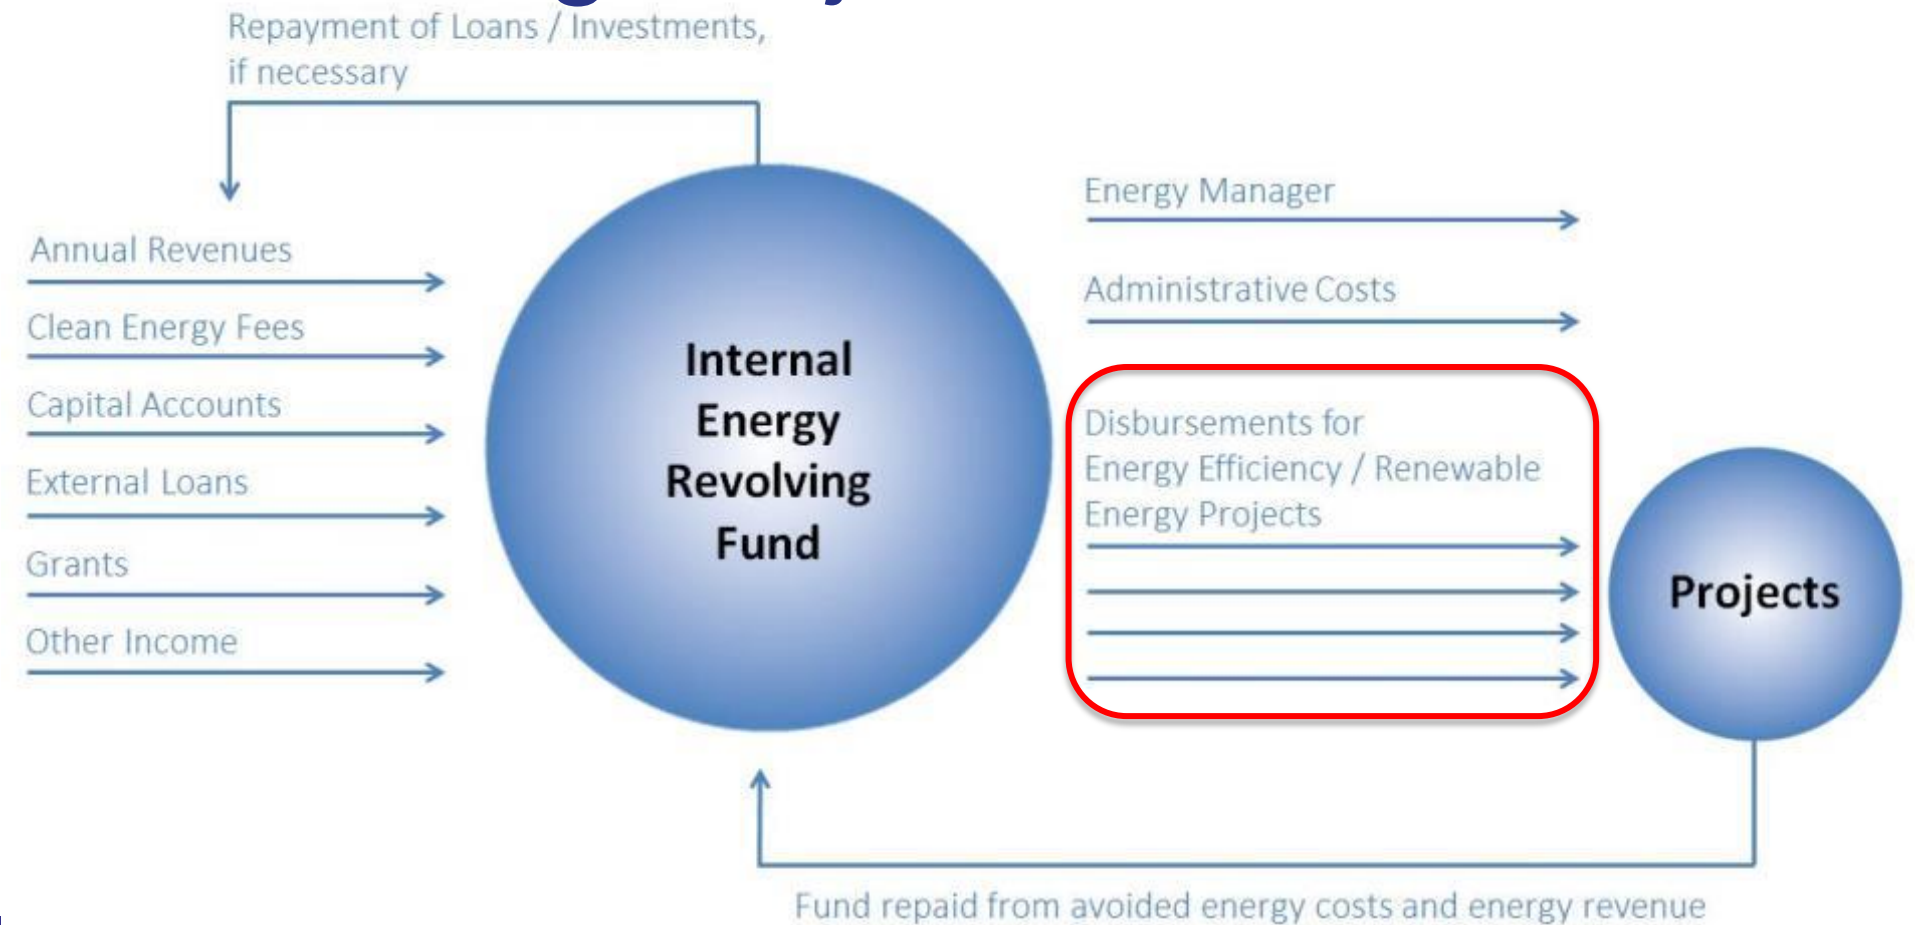 Repayment of Loans / Investments,
if necessary
Annual Revenues
Clean Energy Fees
Capital Accounts
External Loans
Grants
Other Income
Internal
Energy
Revolving
Fund
Energy Manager
Administrative Costs
Disbursements for
Energy Efficiency / Renewable
Energy Projects
Projects
Fund repaid from avoided energy costs and energy revenue